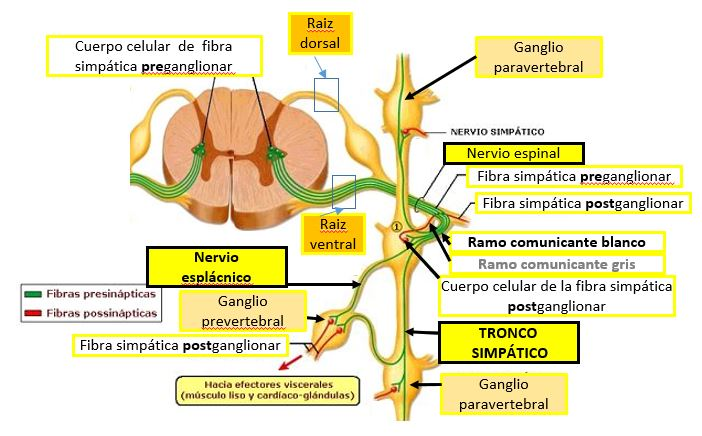 Raiz
dorsal
Cuerpo celular de fibra
simpática preganglionar
Ganglio
paravertebral
NERVIO SIMPÁTICO
Nervio espinal
Fibra simpática preganglionar
Fibra simpática postganglionar
Raiz
ventral
①
Ramo comunicante blanco
Ramo comunicante gris
Nervio
esplácnico
Cuerpo celular de la fibra simpática
postganglionar
Fibras presinápticas
Fibras possinápticas
Ganglio
prevertebral
Fibra simpática postganglionar
TRONCO
SIMPÁTICO
Hacia efectores viscerales
(músculo liso y cardíaco-glándulas)
Ganglio
paravertebral